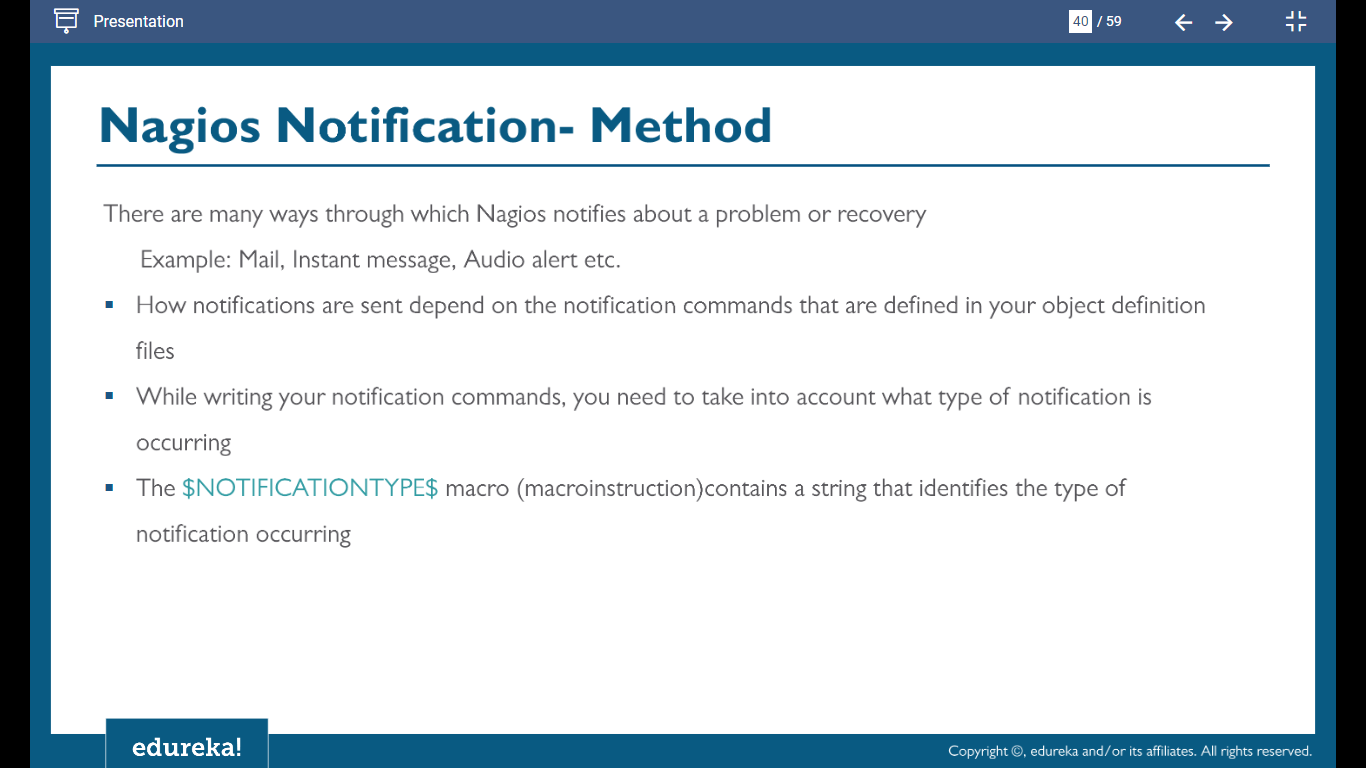 Presentation
40 / 59
Nagios Notification- Method
There are many ways through which Nagios notifies about a problem or recovery
Example: Mail, Instant message, Audio alert etc.
▪ How notifications are sent depend on the notification commands that are defined in your object definition
files
▪ While writing your notification commands, you need to take into account what type of notification is
occurring
▪ The $NOTIFICATIONTYPE$ macro (macroinstruction)contains a string that identifies the type of
notification occurring
edureka!
Copyright ©, edureka and/or its affiliates. All rights reserved.